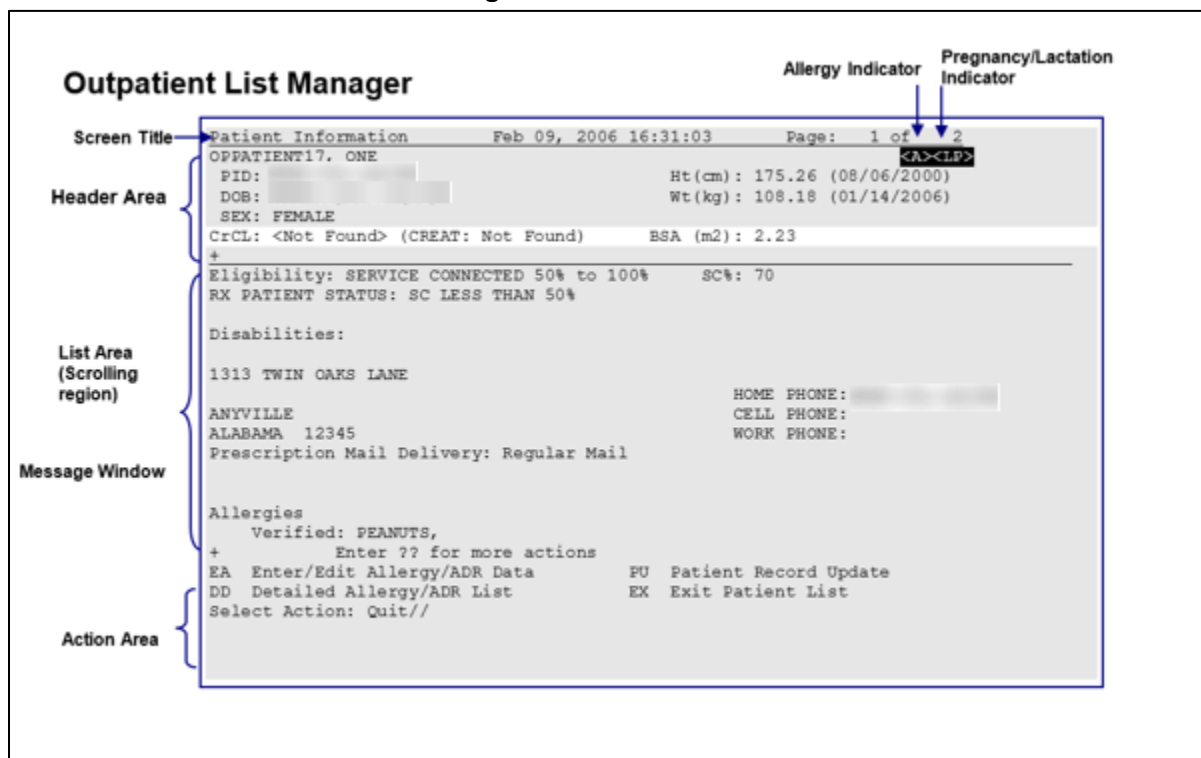 Outpatient List Manager
Allergy Indicator
Pregnancy/Lactation
Indicator
Screen Title
Header Area
List Area
(Scrolling
region)
Message Window
Action Area
Patient Information Feb 09, 2006 16:31:03 Page: 1 of 2
OPPATIENT17, ONE <A><LP>
PID: Ht(cm): 175.26 (08/06/2000)
DOB: Wt(kg): 108.18 (01/14/2006)
SEX: FEMALE
CrCL: <Not Found> (CREAT: Not Found) BSA (m2): 2.23
+
Eligibility: SERVICE CONNECTED 50% to 100% SC%: 70
RX PATIENT STATUS: SC LESS THAN 50%
Disabilities:
1313 TWIN OAKS LANE
HOME PHONE:
ANYVILLE CELL PHONE:
ALABAMA 12345 WORK PHONE:
Prescription Mail Delivery: Regular Mail
Allergies
Verified: PEANUTS,
+ Enter ?? for more actions
EA Enter/Edit Allergy/ADR Data PU Patient Record Update
DD Detailed Allergy/ADR List EX Exit Patient List
Select Action: Quit//